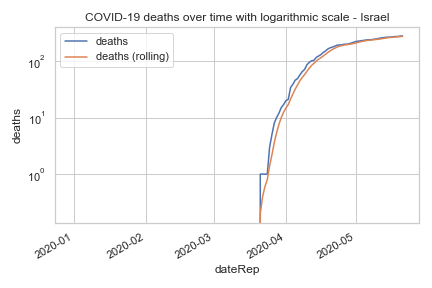 COVID-19 deaths over time with logarithmic scale - Israel
deaths
deaths (rolling)
10²
10¹
10⁰
deaths
2020-01
2020-02
2020-03
2020-04
2020-05
dateRep